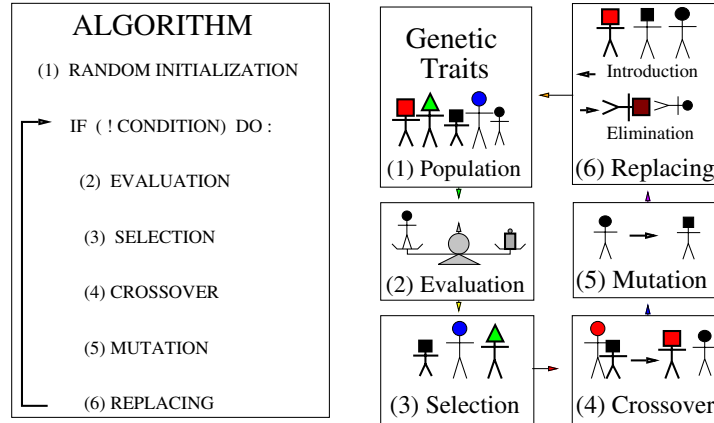 ALGORITHM
(1) RANDOM INITIALIZATION
IF ( ! CONDITION) DO :
(2) EVALUATION
(3) SELECTION
(4) CROSSOVER
(5) MUTATION
(6) REPLACING
Genetic
Traits
(1) Population
(2) Evaluation
(3) Selection
(4) Crossover
(5) Mutation
Introduction
Elimination
(6) Replacing